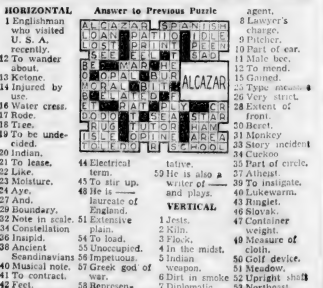 HORIZONTAL
1 Englishman
who visited
U. S. A.
recently.
12 To wander
about.
13 Ketone.
14 Injured by
use.
16 Water cress.
17 Rode.
18 Tree.
19 To be unde-
cided.
20 Indian.
21 To lease.
22 Like.
23 Moisture.
24 Aye.
27 And.
29 Boundary.
32 Note in scale.
34 Constellation
36 Insipid.
38 Ancient
Scandinavians
40 Musical note.
41 To contract.
42 Feet.
Answer to Previous Puzzle
ALCAZAR SPANISH
LOAN PATIO IDLE
ALCAZAR
TOLEDO SCHOOL
44 Electrical
term.
45 To stir up.
48 He is ——
laureate of
England.
51 Extensive
plain.
54 To load.
55 Unoccupied.
56 Impetuous.
57 Greek god of
war.
58 Represen-
tative.
59 He is also a
writer of ——
and plays.
VERTICAL
1 Jests.
2 Kiln.
3 Flock.
4 In the midst.
5 Indian
weapon.
6 Dirt in smoke
7 Diplomatic
agent.
8 Lawyer's
charge.
9 Pitcher.
10 Part of ear.
11 Male bee.
12 To mend.
15 Gained.
25 Type measure
26 Very strict.
28 Extent of
front.
30 Beret.
31 Monkey
33 Story incident
34 Cuckoo
35 Part of circle.
37 Atheist.
39 To instigate.
40 Lukewarm.
43 Ringlet.
46 Slovak.
47 Container
weight.
49 Measure of
cloth.
50 Golf device.
51 Meadow.
52 Upright shaft
53 Northeast